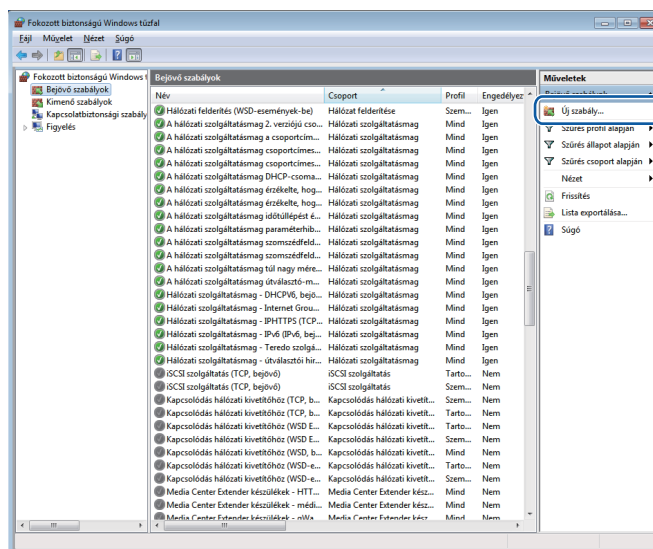 Fokozott biztonságú Windows tűzfal
Fájl Művelet Nézet Súgó
Fokozott biztonságú Windows t
Bejövő szabályok
Kimenő szabályok
Kapcsolatbiztonsági szabály
Figyelés
Bejövő szabályok
Név Csoport Profil Engedélyez
Hálózati felderítés (WSD-események-be) Hálózat felderítése Szem... Igen
A hálózati szolgáltatásmag 2. verziójú cso... Hálózati szolgáltatásmag Mind Igen
A hálózati szolgáltatásmag a csoportcím... Hálózati szolgáltatásmag Mind Igen
A hálózati szolgáltatásmag csoportcímes... Hálózati szolgáltatásmag Mind Igen
A hálózati szolgáltatásmag csoportcímes... Hálózati szolgáltatásmag Mind Igen
A hálózati szolgáltatásmag DHCP-csoma... Hálózati szolgáltatásmag Mind Igen
A hálózati szolgáltatásmag érzékelte, hog... Hálózati szolgáltatásmag Mind Igen
A hálózati szolgáltatásmag érzékelte, hog... Hálózati szolgáltatásmag Mind Igen
A hálózati szolgáltatásmag időtúllépést é... Hálózati szolgáltatásmag Mind Igen
A hálózati szolgáltatásmag paraméterhib... Hálózati szolgáltatásmag Mind Igen
A hálózati szolgáltatásmag szomszédfeld... Hálózati szolgáltatásmag Mind Igen
A hálózati szolgáltatásmag szomszédfeld... Hálózati szolgáltatásmag Mind Igen
A hálózati szolgáltatásmag túl nagy mére... Hálózati szolgáltatásmag Mind Igen
A hálózati szolgáltatásmag útválasztó-m... Hálózati szolgáltatásmag Mind Igen
Hálózati szolgáltatásmag - DHCPV6, bejö... Hálózati szolgáltatásmag Mind Igen
Hálózati szolgáltatásmag - Internet Grou... Hálózati szolgáltatásmag Mind Igen
Hálózati szolgáltatásmag - IPHTTPS (TCP... Hálózati szolgáltatásmag Mind Igen
Hálózati szolgáltatásmag - IPv6 (IPv6, bej... Hálózati szolgáltatásmag Mind Igen
Hálózati szolgáltatásmag - Teredo szolgá... Hálózati szolgáltatásmag Mind Igen
Hálózati szolgáltatásmag - útválasztói hir... Hálózati szolgáltatásmag Mind Igen
iSCSI szolgáltatás (TCP, bejövő) iSCSI szolgáltatás Tarto... Nem
iSCSI szolgáltatás (TCP, bejövő) iSCSI szolgáltatás Szem... Nem
Kapcsolódás hálózati kivetítőhöz (TCP, b... Kapcsolódás hálózati kivetít... Szem... Nem
Kapcsolódás hálózati kivetítőhöz (TCP, b... Kapcsolódás hálózati kivetít... Tarto... Nem
Kapcsolódás hálózati kivetítőhöz (WSD E... Kapcsolódás hálózati kivetít... Tarto... Nem
Kapcsolódás hálózati kivetítőhöz (WSD E... Kapcsolódás hálózati kivetít... Szem... Nem
Kapcsolódás hálózati kivetítőhöz (WSD, b... Kapcsolódás hálózati kivetít... Mind Nem
Kapcsolódás hálózati kivetítőhöz (WSD-e... Kapcsolódás hálózati kivetít... Tarto... Nem
Kapcsolódás hálózati kivetítőhöz (WSD-e... Kapcsolódás hálózati kivetít... Szem... Nem
Media Center Extender készülékek - HTT... Media Center Extender kész... Mind Nem
Media Center Extender készülékek - médi... Media Center Extender kész... Mind Nem
Media Center Extender készülékek - qWa... Media Center Extender kész... Mind Nem
Műveletek
Bejövő szabályok
Új szabály...
Szűrés profil alapján
Szűrés állapot alapján
Szűrés csoport alapján
Nézet
Frissítés
Lista exportálása...
Súgó